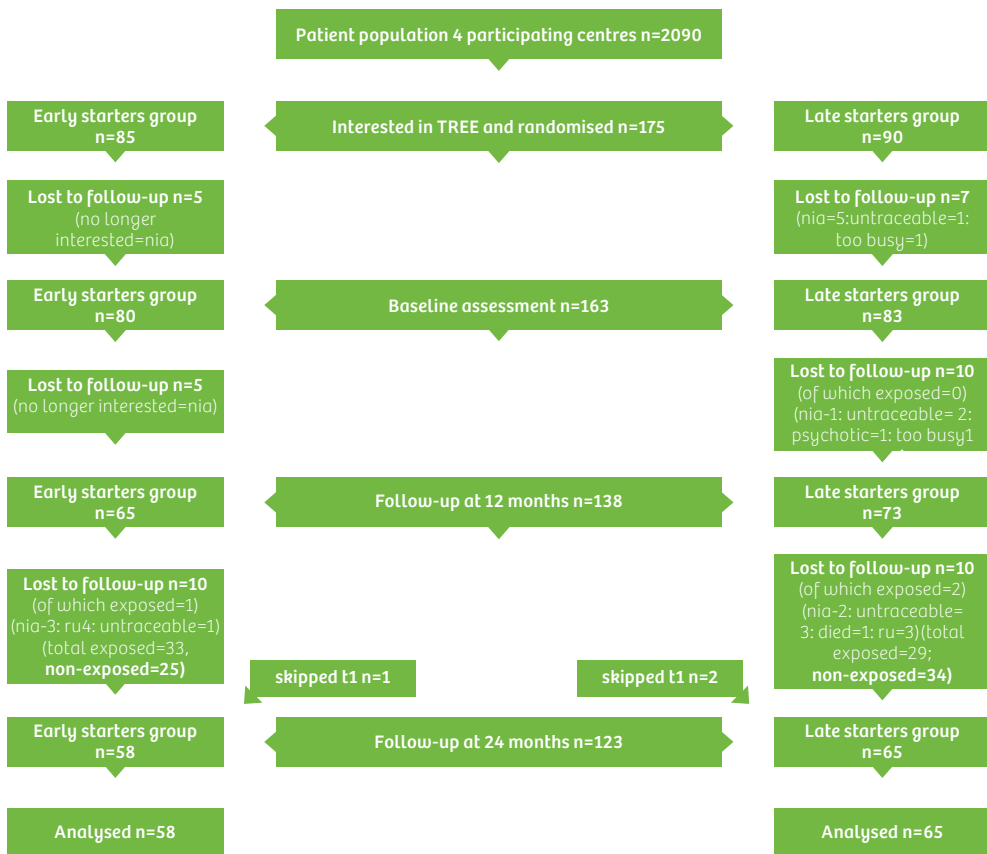 Patient population 4 participating centres n=2090
Early starters group
n=85
Interested in TREE and randomised n=175
Late starters group
n=90
Lost to follow-up n=5
(no longer
interested=nia)
Lost to follow-up n=7
(nia=5:untraceable=1:
too busy=1)
Early starters group
n=80
Baseline assessment n=163
Late starters group
n=83
Lost to follow-up n=5
(no longer interested=nia)
Lost to follow-up n=10
(of which exposed=0)
(nia-1: untraceable= 2:
psychotic=1: too busy1
Early starters group
n=65
Follow-up at 12 months n=138
Late starters group
n=73
Lost to follow-up n=10
(of which exposed=1)
(nia-3: ru4: untraceable=1)
(total exposed=33,
non-exposed=25)
Lost to follow-up n=10
(of which exposed=2)
(nia-2: untraceable=
3: died=1: ru=3)(total
exposed=29;
non-exposed=34)
skipped t1 n=1
skipped t1 n=2
Early starters group
n=58
Follow-up at 24 months n=123
Late starters group
n=65
Analysed n=58
Analysed n=65